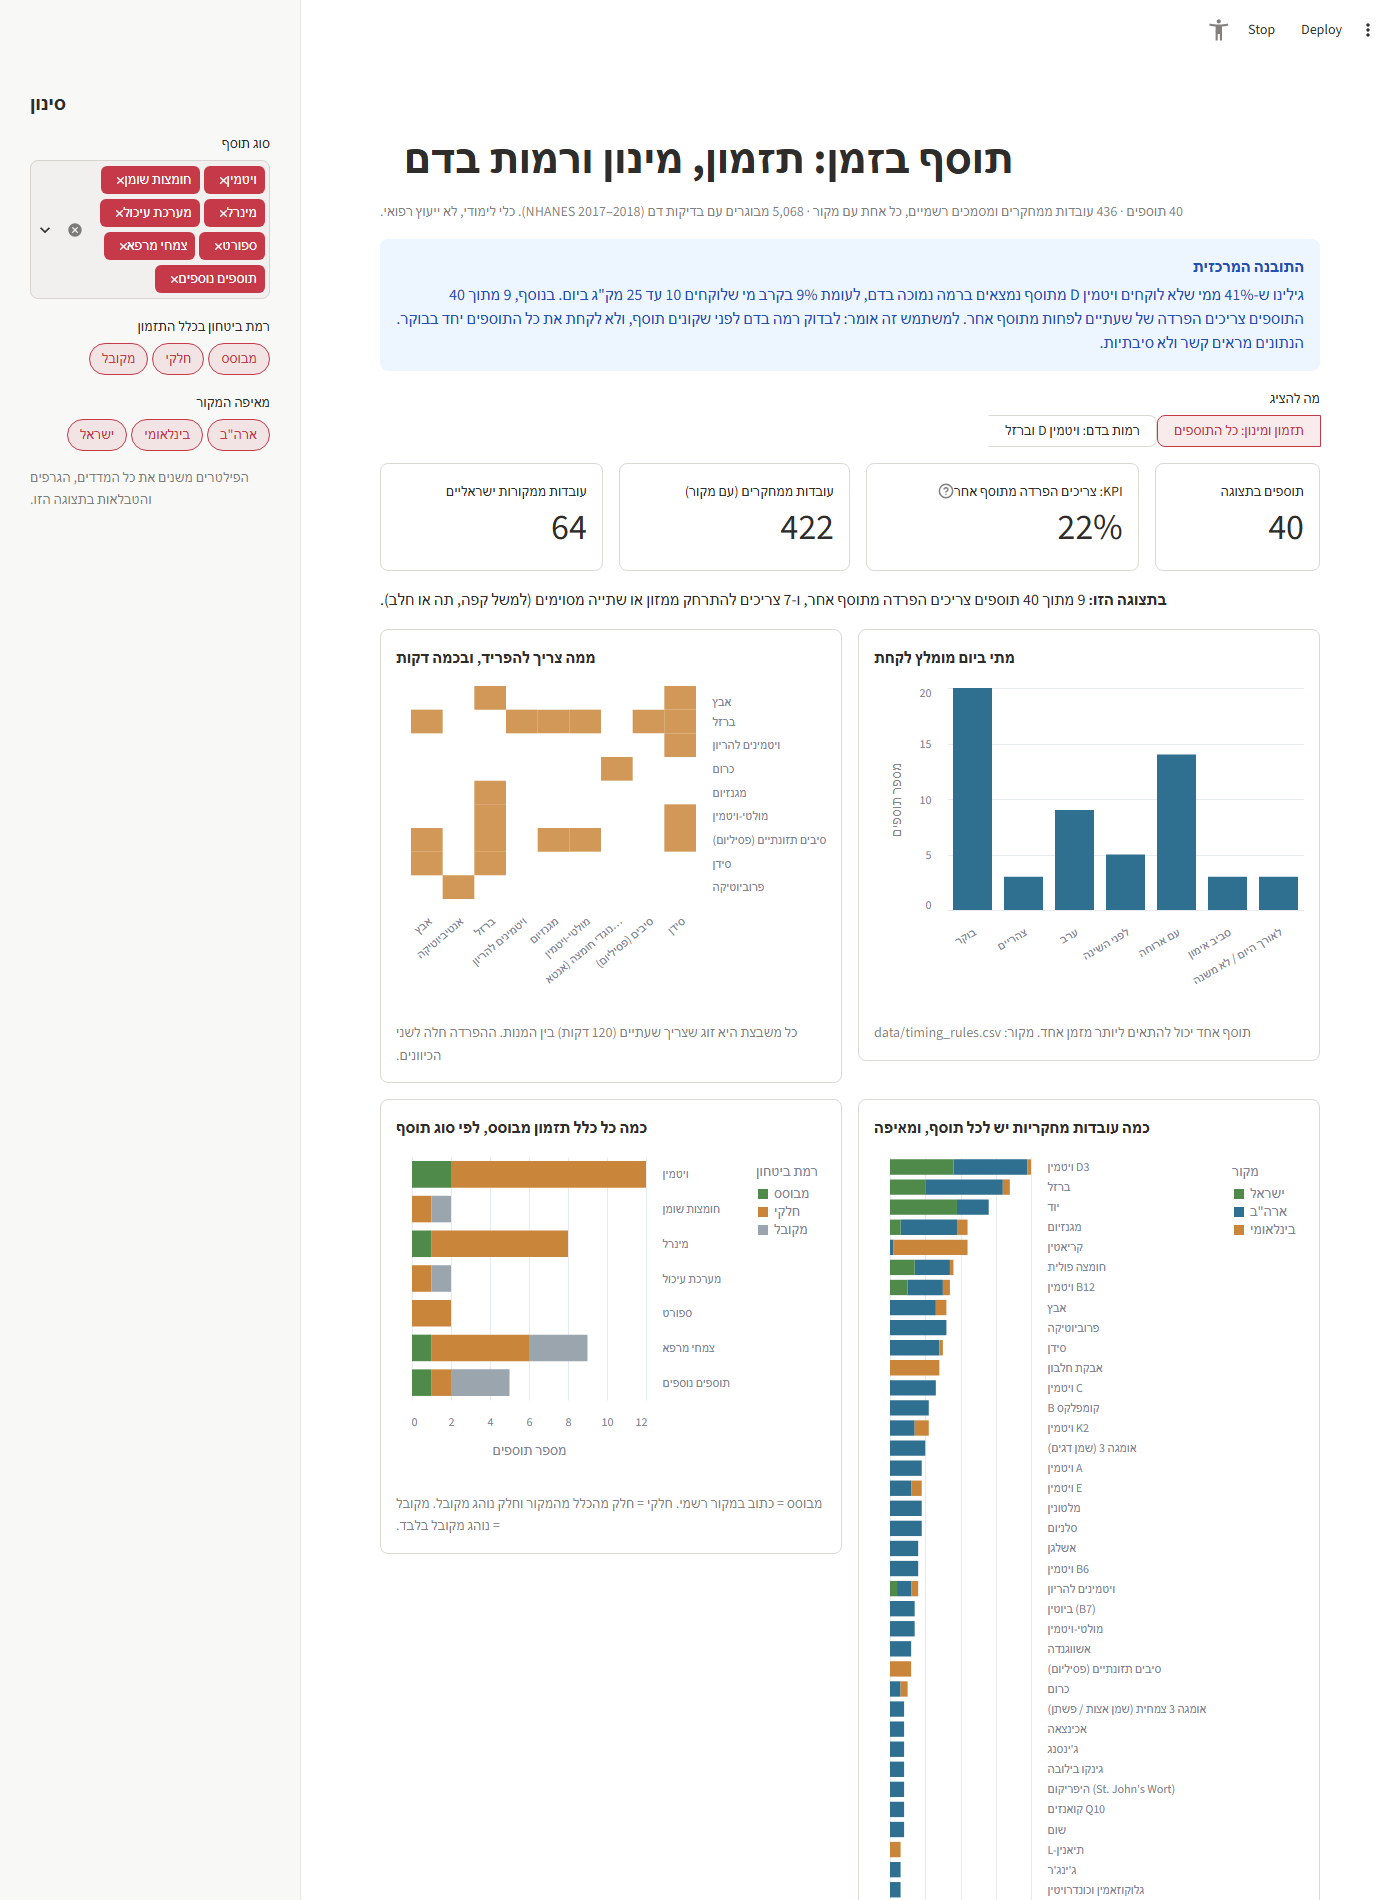 Stop
Deploy
סינון
סוג תוסף
ויטמין×
חומצות שומן×
מינרל×
מערכת עיכול×
ספורט×
צמחי מרפא×
תוספים נוספים×
רמת ביטחון בכלל התזמון
מבוסס
חלקי
מקובל
מאיפה המקור
ארה"ב
בינלאומי
ישראל
הפילטרים משנים את כל המדדים, הגרפים
והטבלאות בתצוגה הזו.
תוסף בזמן: תזמון, מינון ורמות בדם
40 תוספים · 436 עובדות ממחקרים ומסמכים רשמיים, כל אחת עם מקור · 5,068 מבוגרים עם בדיקות דם (NHANES 2017–2018). כלי לימודי, לא ייעוץ רפואי.
התובנה המרכזית
גילינו ש-41% ממי שלא לוקחים ויטמין D מתוסף נמצאים ברמה נמוכה בדם, לעומת 9% בקרב מי שלוקחים 10 עד 25 מק"ג ביום. בנוסף, 9 מתוך 40
התוספים צריכים הפרדה של שעתיים לפחות מתוסף אחר. למשתמש זה אומר: לבדוק רמה בדם לפני שקונים תוסף, ולא לקחת את כל התוספים יחד בבוקר.
הנתונים מראים קשר ולא סיבתיות.
מה להציג
תזמון ומינון: כל התוספים
רמות בדם: ויטמין D וברזל
תוספים בתצוגה
40
KPI: צריכים הפרדה מתוסף אחר
22%
עובדות ממחקרים (עם מקור)
422
עובדות ממקורות ישראליים
64
בתצוגה הזו: 9 מתוך 40 תוספים צריכים הפרדה מתוסף אחר, ו-7 צריכים להתרחק ממזון או שתייה מסוימים (למשל קפה, תה או חלב).
מתי ביום מומלץ לקחת
מספר תוספים
20
15
10
5
0
בוקר
צהריים
ערב
לפני השינה
עם ארוחה
סביב אימון
לאורך היום / לא משנה
תוסף אחד יכול להתאים ליותר מזמן אחד. מקור: data/timing_rules.csv
ממה צריך להפריד, ובכמה דקות
אבץ
ברזל
ויטמינים להריון
כרום
מגנזיום
מולטי-ויטמין
סיבים תזונתיים (פסיליום)
סידן
פרוביוטיקה
אבץ
אנטיביוטיקה
ברזל
ויטמינים להריון
מגנזיום
מולטי-ויטמין
נוגדי חומצה (אנטא…
סיבים (פסיליום)
סידן
כל משבצת היא זוג שצריך שעתיים (120 דקות) בין המנות. ההפרדה חלה לשני
הכיוונים.
כמה עובדות מחקריות יש לכל תוסף, ומאיפה
מקור
ישראל
ארה"ב
בינלאומי
ויטמין D3
ברזל
יוד
מגנזיום
קריאטין
חומצה פולית
ויטמין B12
אבץ
פרוביוטיקה
סידן
אבקת חלבון
ויטמין C
קומפלקס B
ויטמין K2
אומגה 3 (שמן דגים)
ויטמין A
ויטמין E
מלטונין
סלניום
אשלגן
ויטמין B6
ויטמינים להריון
ביוטין (B7)
מולטי-ויטמין
אשווגנדה
סיבים תזונתיים (פסיליום)
כרום
אומגה 3 צמחית (שמן אצות / פשתן)
אכינצאה
ג'ינסנג
גינקו בילובה
היפריקום (St. John's Wort)
קואנזים Q10
שום
L-תיאנין
ג'ינג'ר
גלוקוזאמין וכונדרויטין
כמה כל כלל תזמון מבוסס, לפי סוג תוסף
רמת ביטחון
מבוסס
חלקי
מקובל
ויטמין
חומצות שומן
מינרל
מערכת עיכול
ספורט
צמחי מרפא
תוספים נוספים
0 2 4 6 8 10 12
מספר תוספים
מבוסס = כתוב במקור רשמי. חלקי = חלק מהכלל מהמקור וחלק נוהג מקובל. מקובל
= נוהג מקובל בלבד.